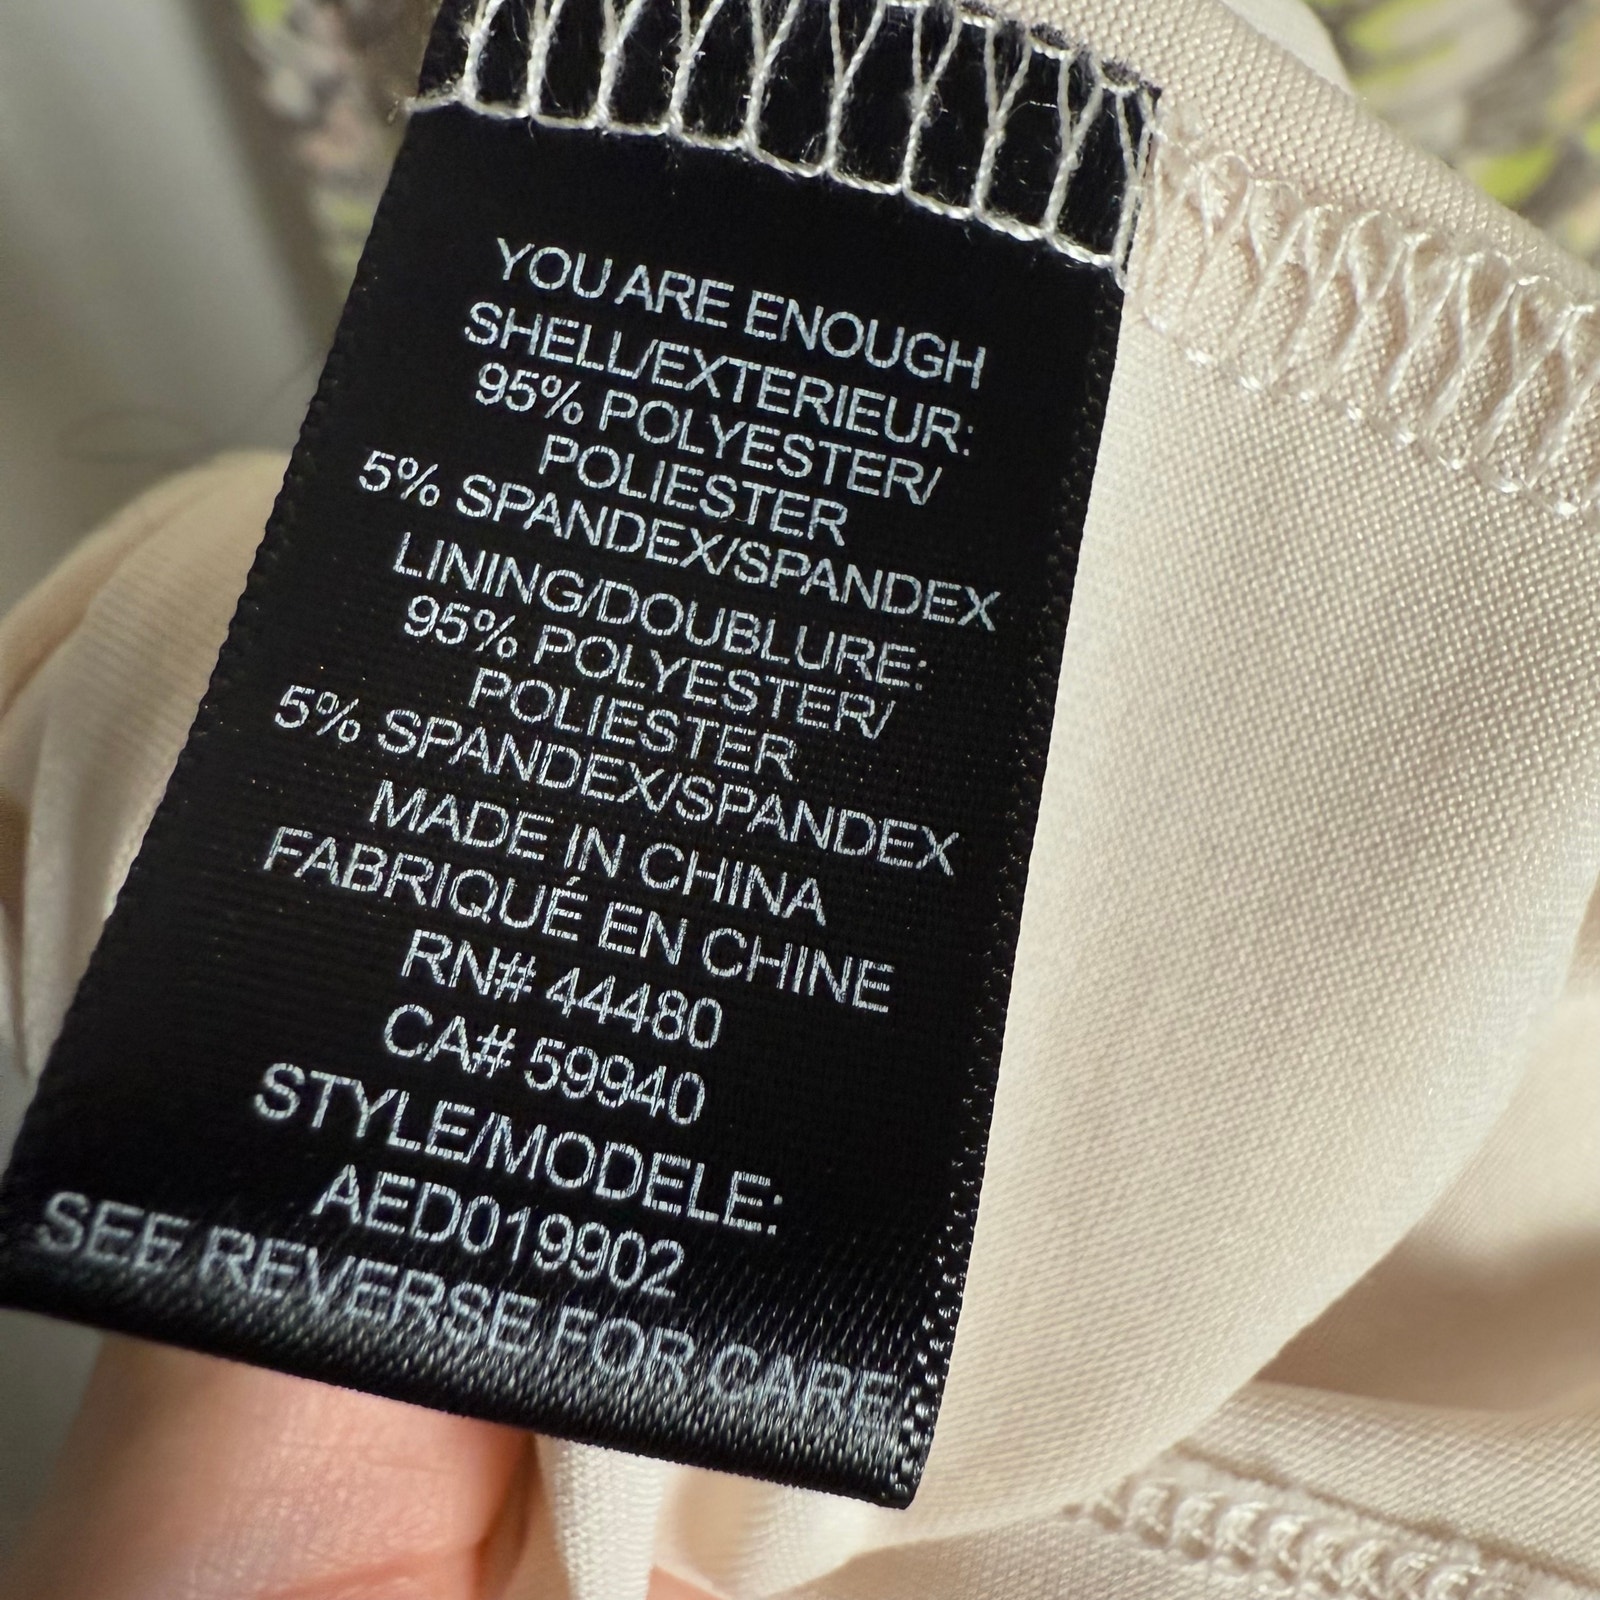 YOU ARE ENOUGH
SHELL/EXTERIEUR:
95% POLYESTER/
POLIESTER
5% SPANDEX/SPANDEX
LINING/DOUBLURE:
95% POLYESTER/
POLIESTER
5% SPANDEX/SPANDEX
MADE IN CHINA
FABRIQUÉ EN CHINE
RN# 44480
CA# 59940
STYLE/MODELE:
AED019902
SEE REVERSE FOR CARE